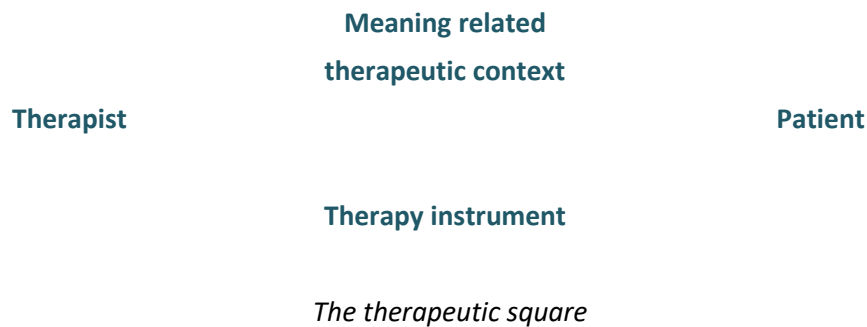 Meaning related
therapeutic context
Therapist
Patient
Therapy instrument
The therapeutic square